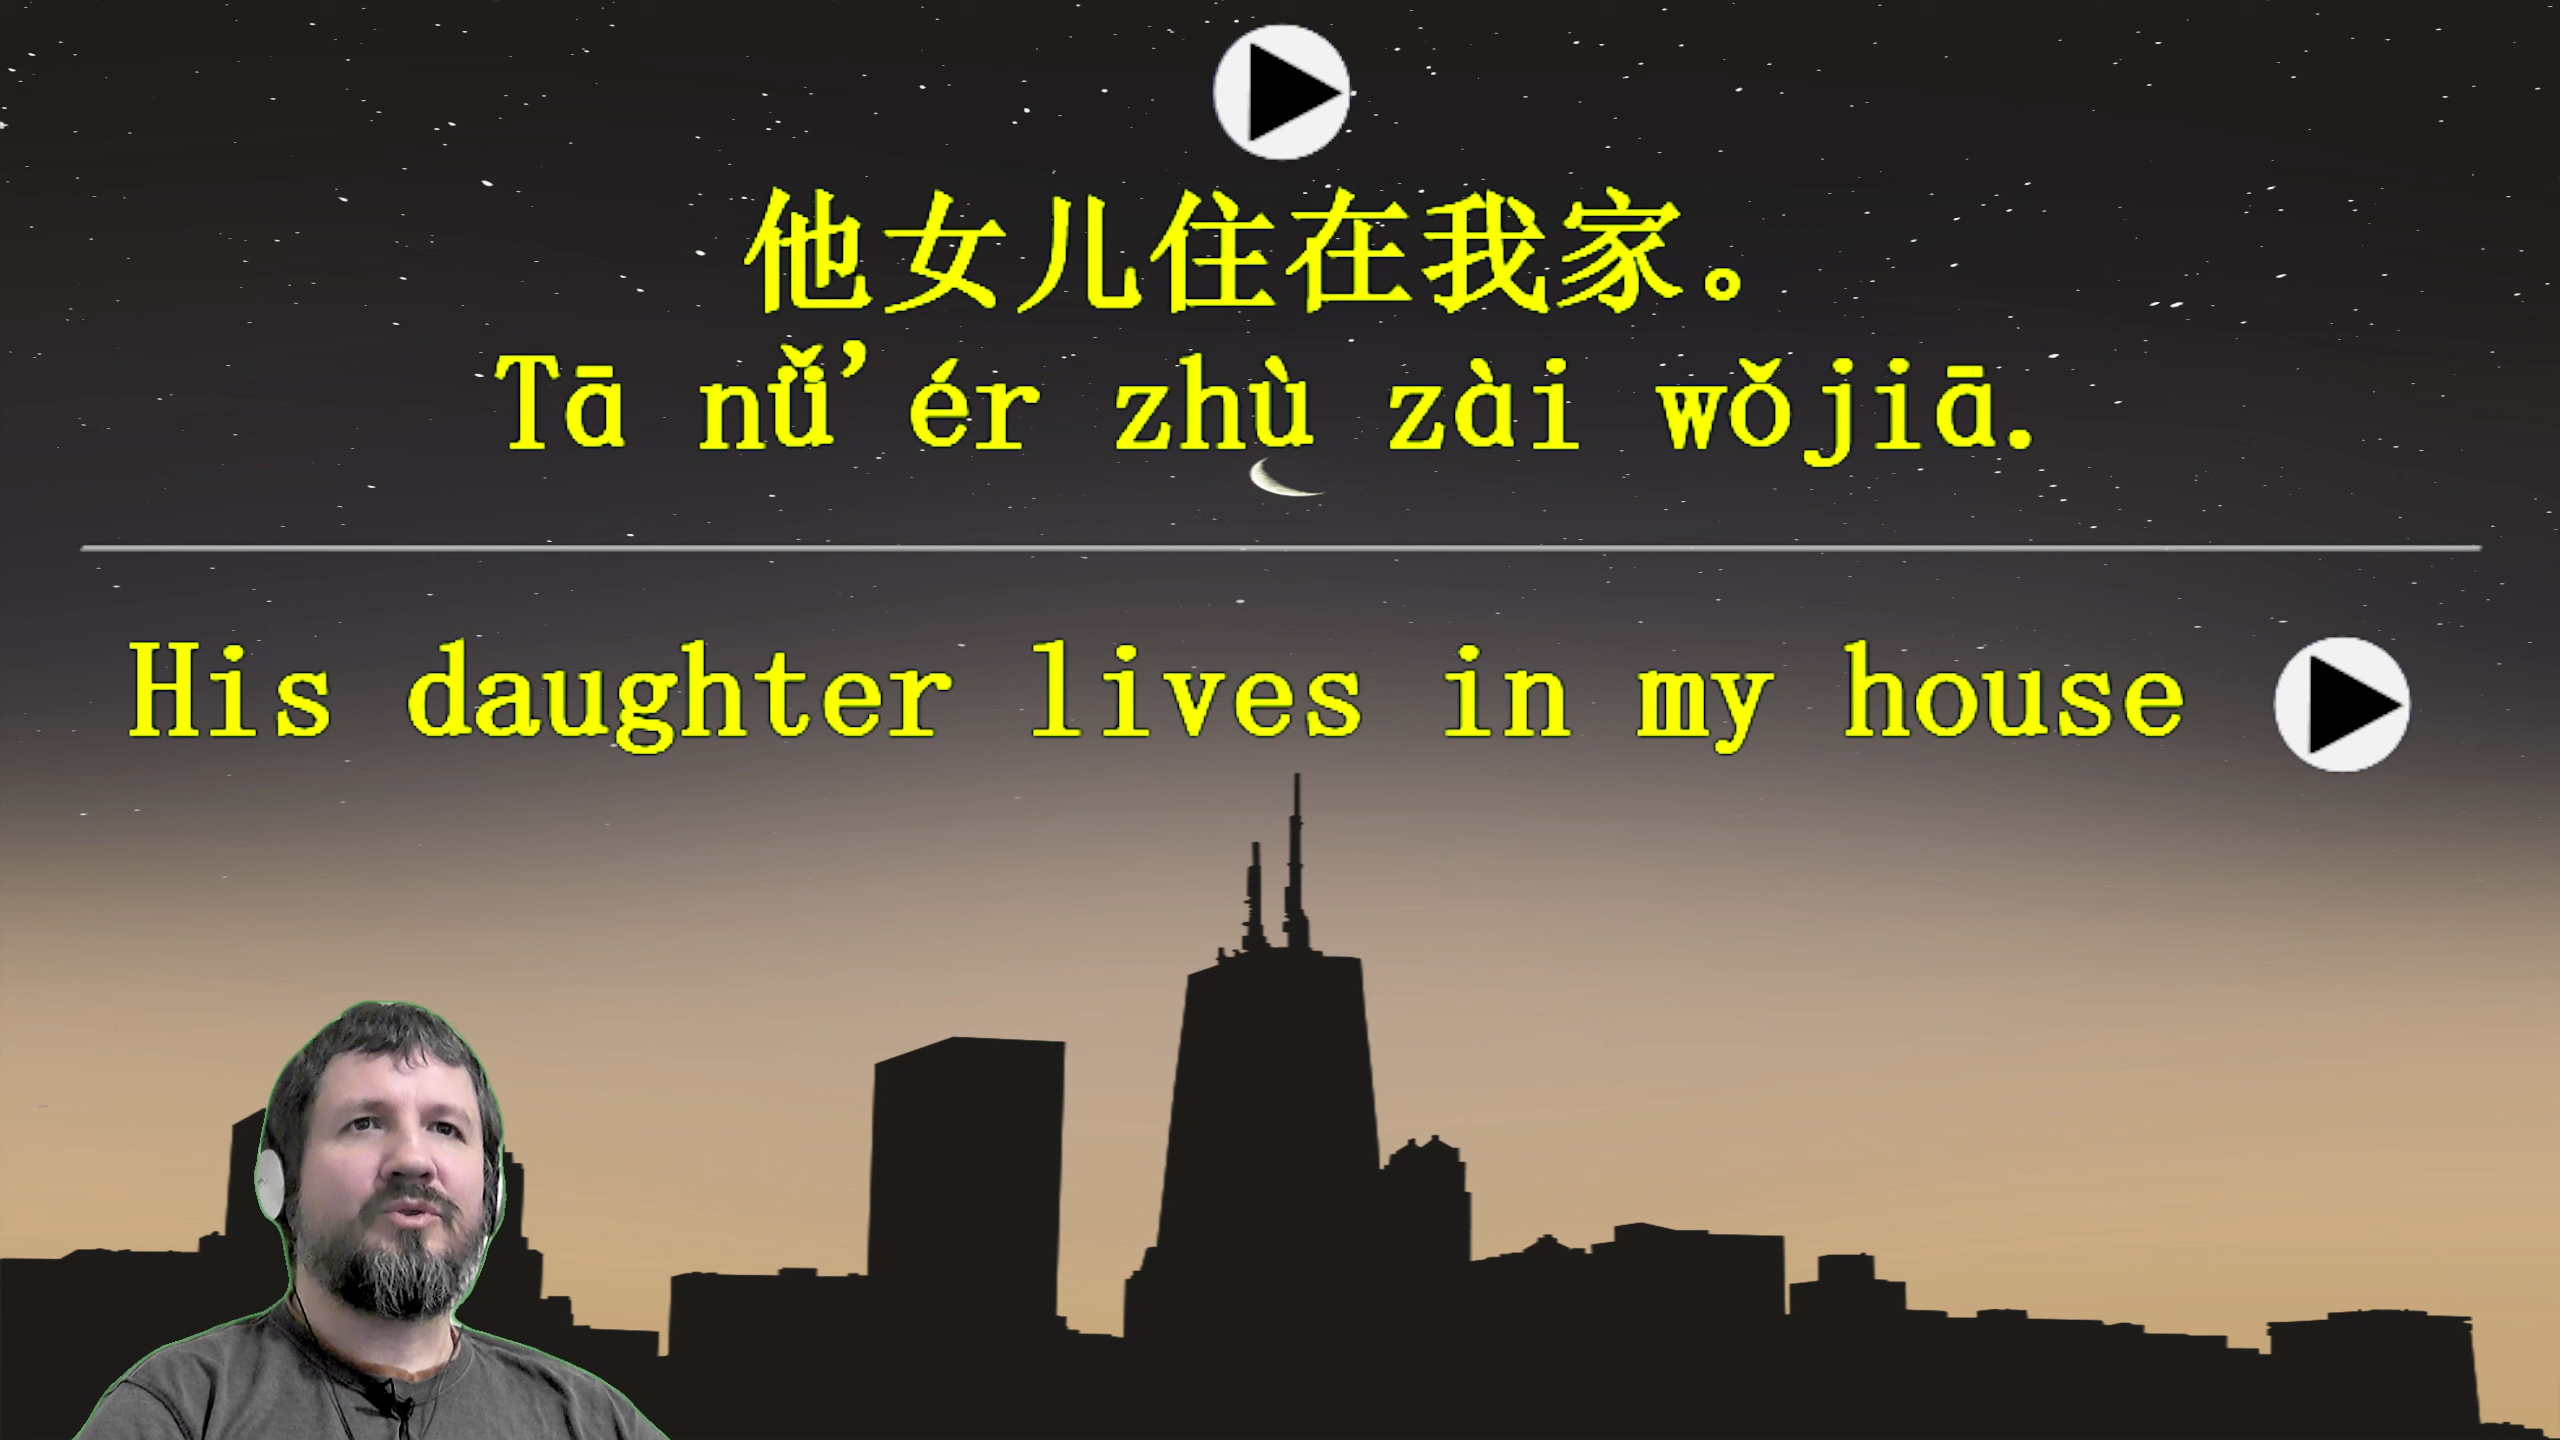 他女儿住在我家。
Tā nǚ'ér zhù zài wǒjiā.
His daughter lives in my house